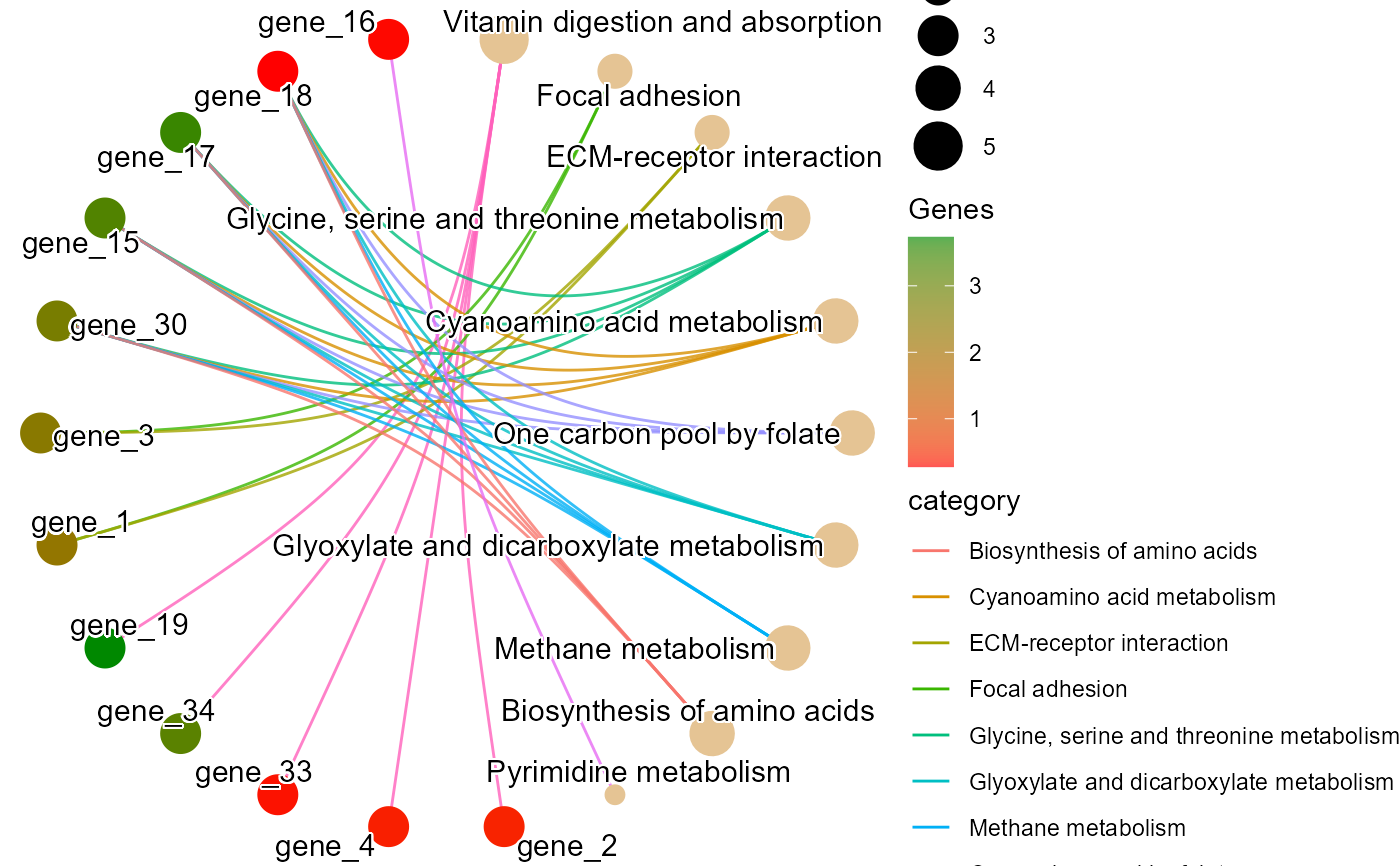 gene_16
Vitamin digestion and absorption
gene_18
Focal adhesion
gene_17
ECM-receptor interaction
gene_15
Glycine, serine and threonine metabolism
gene_30
Cyanoamino acid metabolism
gene_3
One carbon pool by folate
gene_1
Glyoxylate and dicarboxylate metabolism
gene_19
Methane metabolism
gene_34
Biosynthesis of amino acids
gene_33
Pyrimidine metabolism
gene_4
gene_2
3
4
5
Genes
3
2
1
category
Biosynthesis of amino acids
Cyanoamino acid metabolism
ECM-receptor interaction
Focal adhesion
Glycine, serine and threonine metabolism
Glyoxylate and dicarboxylate metabolism
Methane metabolism